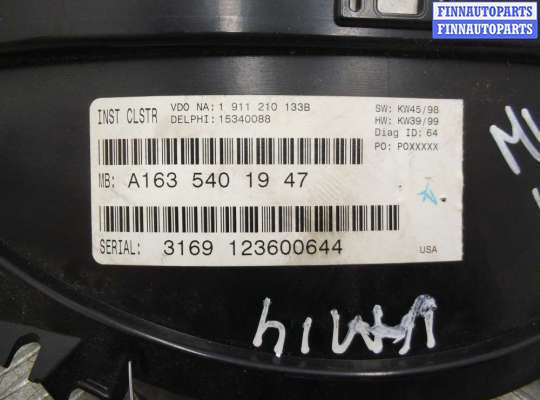 FINNAUTOPARTS
FINNAUTOPARTS
INST CLSTR
VDO NA: 1 911 210 133B
DELPHI: 15340088
SW: KW45/98
HW: KW39/99
Diag ID: 64
PO: POXXXXX
MB: A163 540 19 47
SERIAL: 3169 123600644
USA